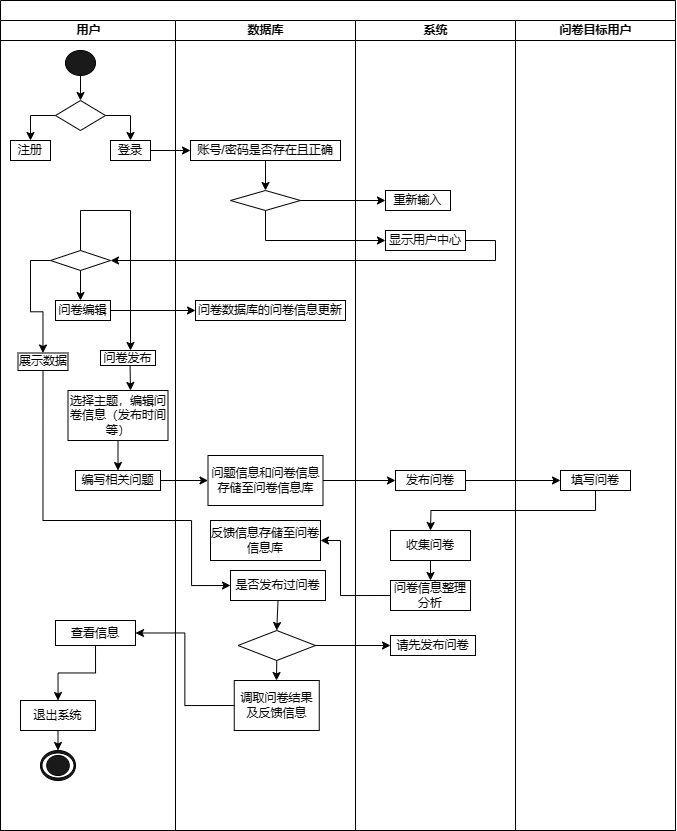 用户
数据库
系统
问卷目标用户
注册
登录
账号/密码是否存在且正确
重新输入
显示用户中心
问卷编辑
问卷数据库的问卷信息更新
展示数据
问卷发布
选择主题，编辑问
卷信息（发布时间
等）
编写相关问题
问题信息和问卷信息
存储至问卷信息库
发布问卷
填写问卷
反馈信息存储至问卷
信息库
收集问卷
是否发布过问卷
问卷信息整理
分析
查看信息
请先发布问卷
调取问卷结果
及反馈信息
退出系统